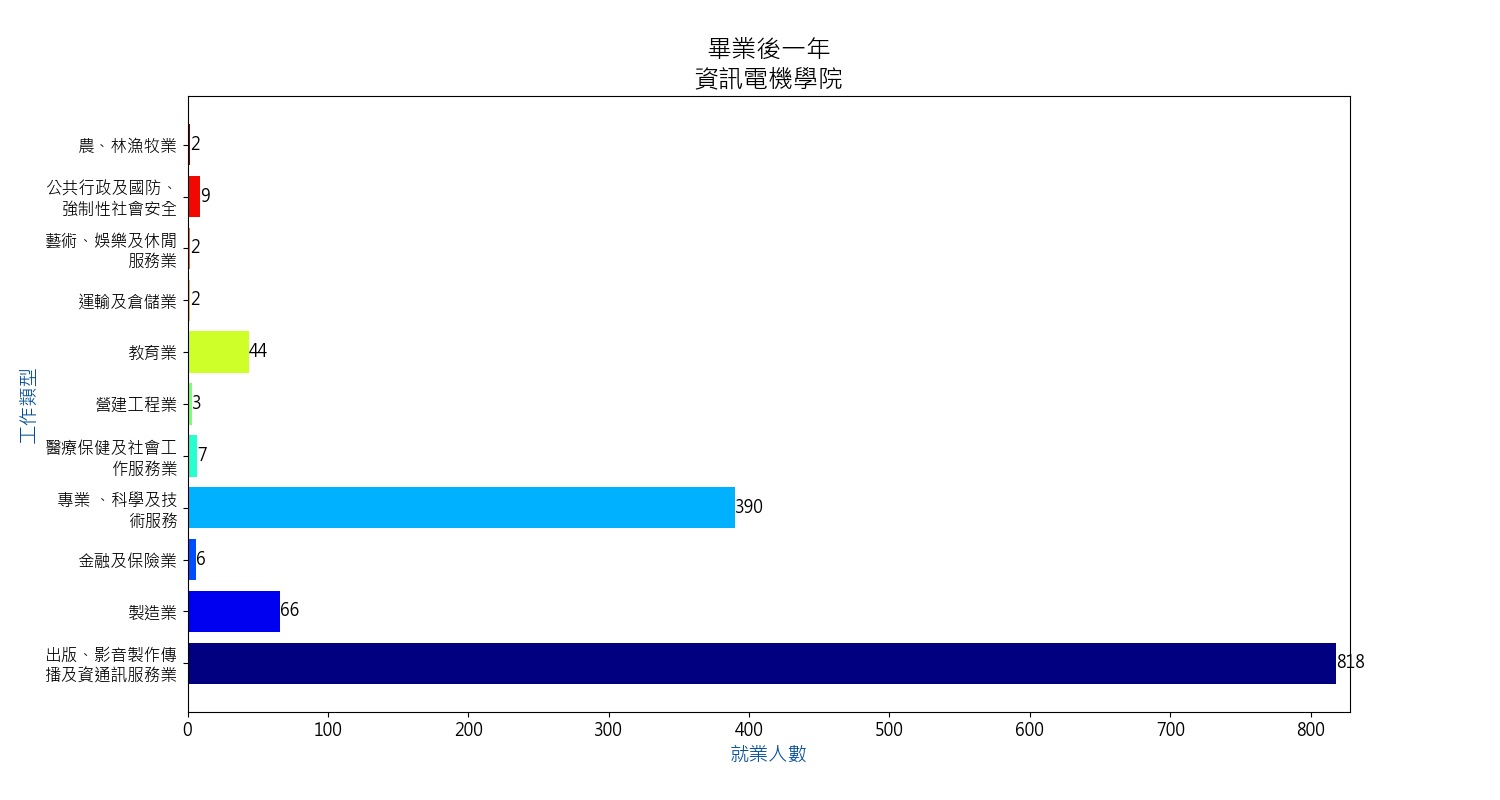 畢業後一年
資訊電機學院
農、林漁牧業
2
公共行政及國防、
強制性社會安全
9
藝術、娛樂及休閒
服務業
2
運輸及倉儲業
2
教育業
44
營建工程業
3
醫療保健及社會工
作服務業
7
專業 、科學及技
術服務
390
金融及保險業
6
製造業
66
出版、影音製作傳
播及資通訊服務業
818
工作類型
0 100 200 300 400 500 600 700 800
就業人數